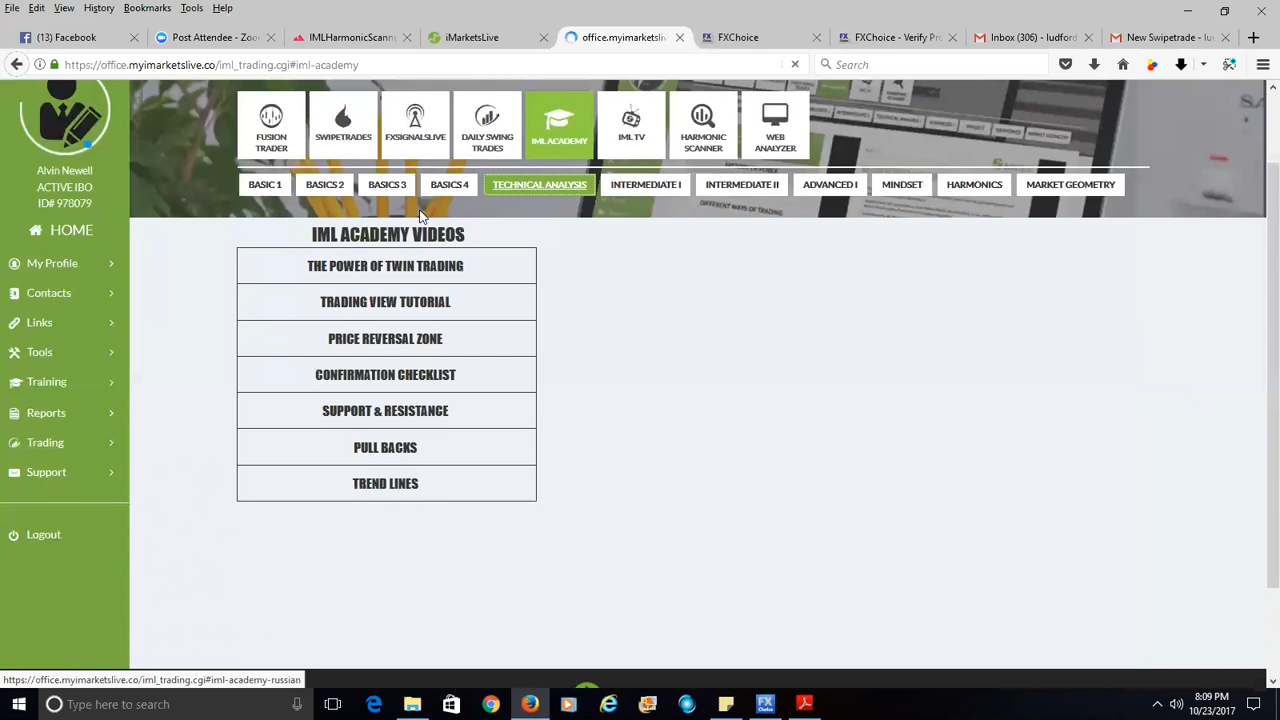 File Edit View History Bookmarks Tools Help
(13) Facebook
Post Attendee - Zoo
IMLHarmonicScann
iMarketsLive
office.myimarketsliv
FXChoice
FXChoice - Verify Pro
Inbox (306) - ludford
New Swipetrade - lu
https://office.myimarketslive.co/iml_trading.cgi#iml-academy
Search
Alvin Newell
ACTIVE IBO
ID# 978079
HOME
My Profile
Contacts
Links
Tools
Training
Reports
Trading
Support
Logout
FUSION TRADER
SWIPETRADES
FXSIGNALSLIVE
DAILY SWING TRADES
IML ACADEMY
IML TV
HARMONIC SCANNER
WEB ANALYZER
BASIC 1
BASICS 2
BASICS 3
BASICS 4
TECHNICAL ANALYSIS
INTERMEDIATE I
INTERMEDIATE II
ADVANCED I
MINDSET
HARMONICS
MARKET GEOMETRY
DIFFERENT WAYS OF TRADING
IML ACADEMY VIDEOS
THE POWER OF TWIN TRADING
TRADING VIEW TUTORIAL
PRICE REVERSAL ZONE
CONFIRMATION CHECKLIST
SUPPORT & RESISTANCE
PULL BACKS
TREND LINES
https://office.myimarketslive.co/iml_trading.cgi#iml-academy-russian
Type here to search
8:09 PM
10/23/2017